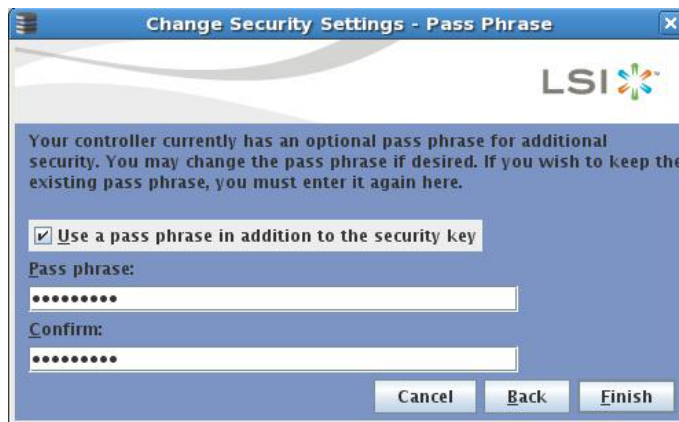 Change Security Settings - Pass Phrase
LSI
Your controller currently has an optional pass phrase for additional
security. You may change the pass phrase if desired. If you wish to keep the
existing pass phrase, you must enter it again here.
Use a pass phrase in addition to the security key
Pass phrase:
•••••••••
Confirm:
•••••••••
Cancel Back Finish